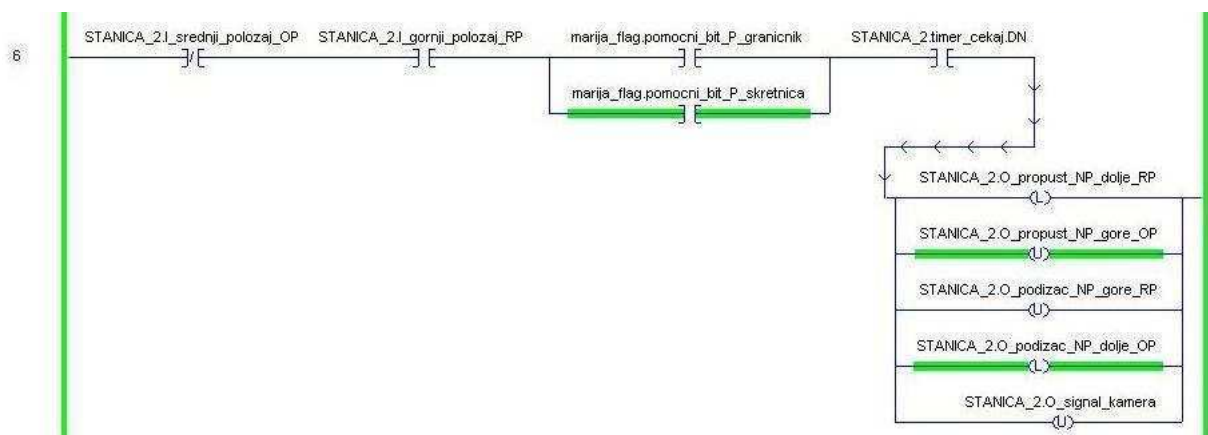 STANICA_2.I_srednji_polozaj_OP STANICA_2.I_gornji_polozaj_RP marija_flag.pomocni_bit_P_granicnik STANICA_2.timer_cekaj.DN
6
marija_flag.pomocni_bit_P_skretnica
STANICA_2.O_propust_NP_dolje_RP
L
STANICA_2.O_propust_NP_gore_OP
U
STANICA_2.O_podizac_NP_gore_RP
U
STANICA_2.O_podizac_NP_dolje_OP
L
STANICA_2.O_signal_kamera
U